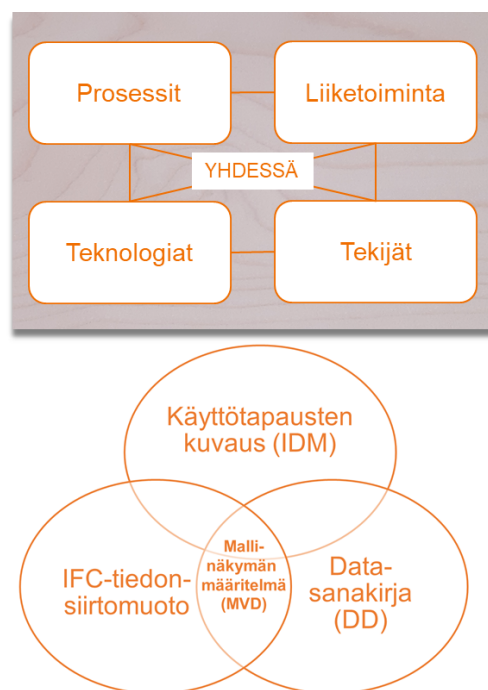 Prosessit
Liiketoiminta
YHDESSÄ
Teknologiat
Tekijät
Käyttötapausten
kuvaus (IDM)
Malli-
näkymän
määritelmä
(MVD)
IFC-tiedon-
siirtomuoto
Data-
sanakirja
(DD)